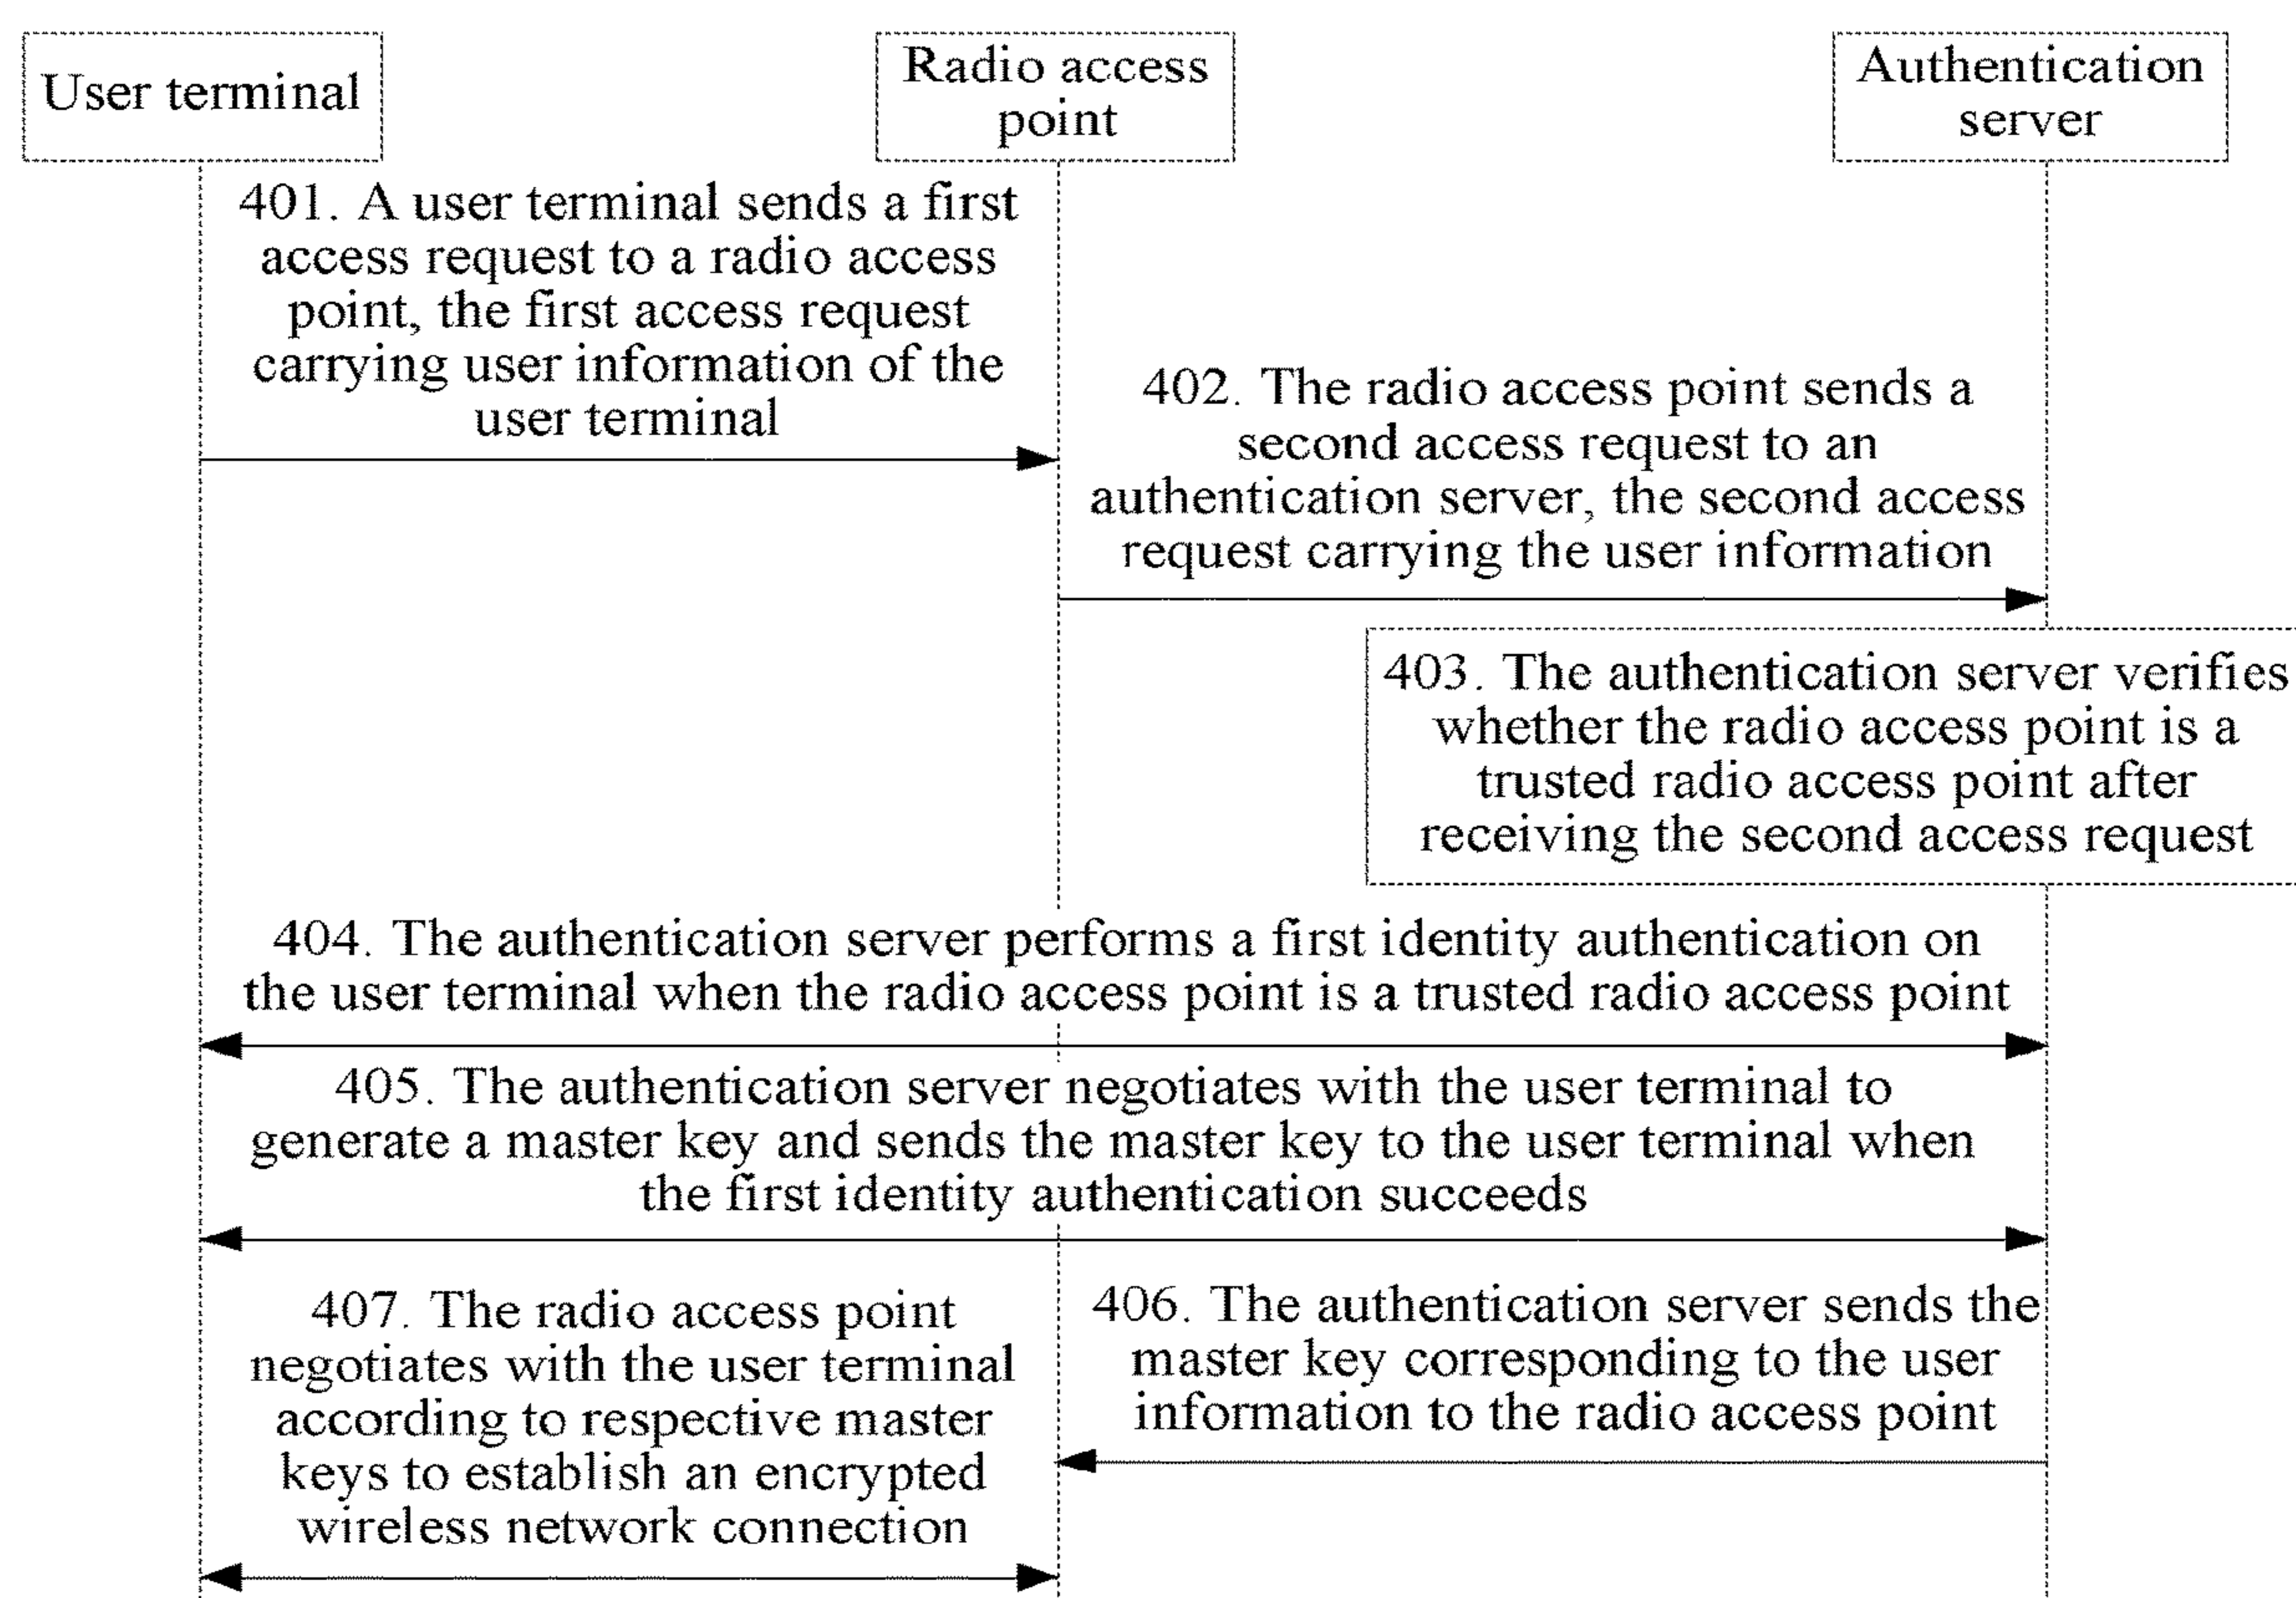 User terminal
Radio access
point
Authentication
server
401. A user terminal sends a first
access request to a radio access
point, the first access request
carrying user information of the
user terminal
402. The radio access point sends a
second access request to an
authentication server, the second access
request carrying the user information
403. The authentication server verifies
whether the radio access point is a
trusted radio access point after
receiving the second access request
404. The authentication server performs a first identity authentication on
the user terminal when the radio access point is a trusted radio access point
405. The authentication server negotiates with the user terminal to
generate a master key and sends the master key to the user terminal when
the first identity authentication succeeds
406. The authentication server sends the
master key corresponding to the user
information to the radio access point
407. The radio access point
negotiates with the user terminal
according to respective master
keys to establish an encrypted
wireless network connection